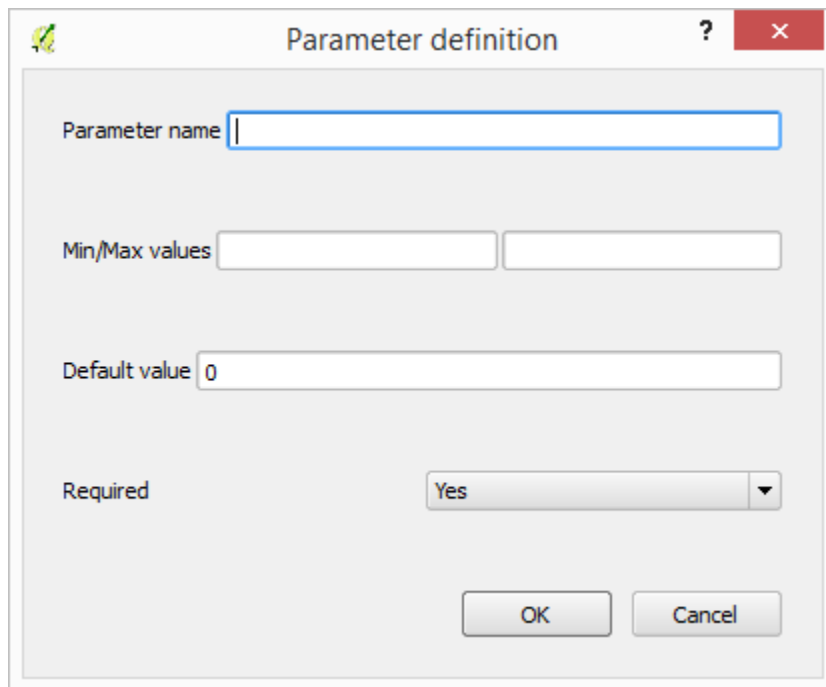 Parameter definition ?
Parameter name
Min/Max values
Default value 0
Required Yes
OK Cancel